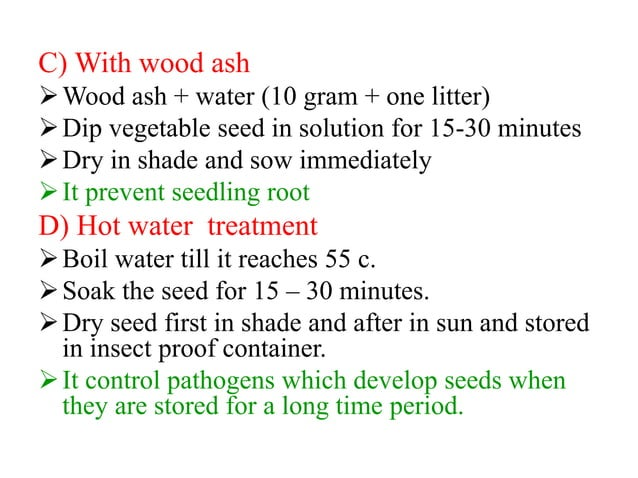 C) With wood ash
➢Wood ash + water (10 gram + one litter)
➢Dip vegetable seed in solution for 15-30 minutes
➢Dry in shade and sow immediately
➢It prevent seedling root
D) Hot water  treatment
➢Boil water till it reaches 55 c.
➢Soak the seed for 15 – 30 minutes.
➢Dry seed first in shade and after in sun and stored
in insect proof container.
➢It control pathogens which develop seeds when
they are stored for a long time period.